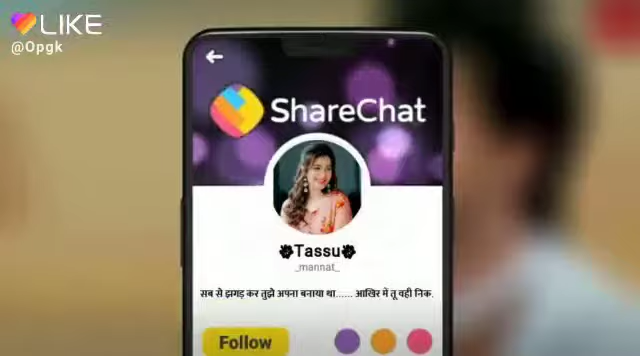 LIKE
@Opgk
ShareChat
Tassu
_mannat_
सब से झगड़ कर तुझे अपना बनाया था...... आखिर में तू वही निक.
Follow